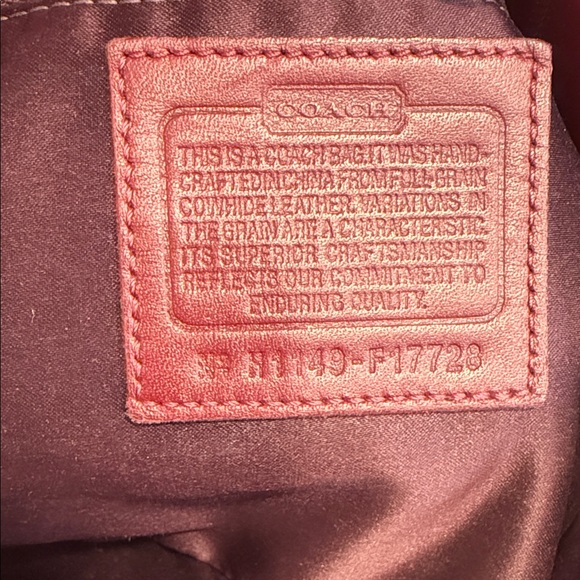 COACH
THIS IS A COACH BAG. IT WAS HAND-
CRAFTED IN CHINA FROM FULL GRAIN
COWHIDE LEATHER. VARIATIONS IN
THE GRAIN ARE A CHARACTERISTIC.
ITS SUPERIOR CRAFTSMANSHIP
REFLECTS OUR COMMITMENT TO
ENDURING QUALITY.
Nº H1149-F17728